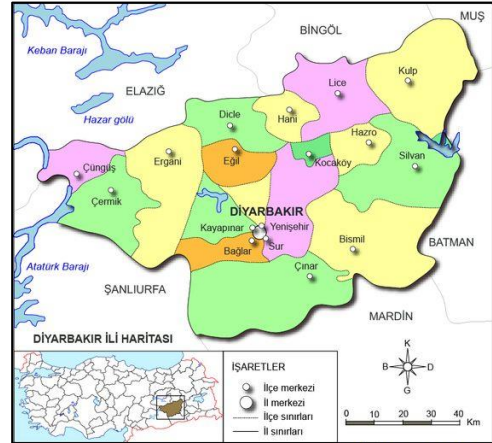 MUŞ
BİNGÖL
Keban Barajı
ELAZIĞ
Kulp
Lice
Hazar gölü
Dicle
Hani
Hazro
Ergani
Eğil
Kocaköy
Silvan
Çüngüş
Çermik
DİYARBAKIR
Kayapınar
Yenişehir
Sur
Bağlar
Bismil
BATMAN
Atatürk Barajı
Çınar
ŞANLIURFA
MARDİN
DİYARBAKIR İLİ HARİTASI
İŞARETLER
İlçe merkezi
İl merkezi
İlçe sınırları
İl sınırları
K
B D
G
0 10 20 30 40
Km